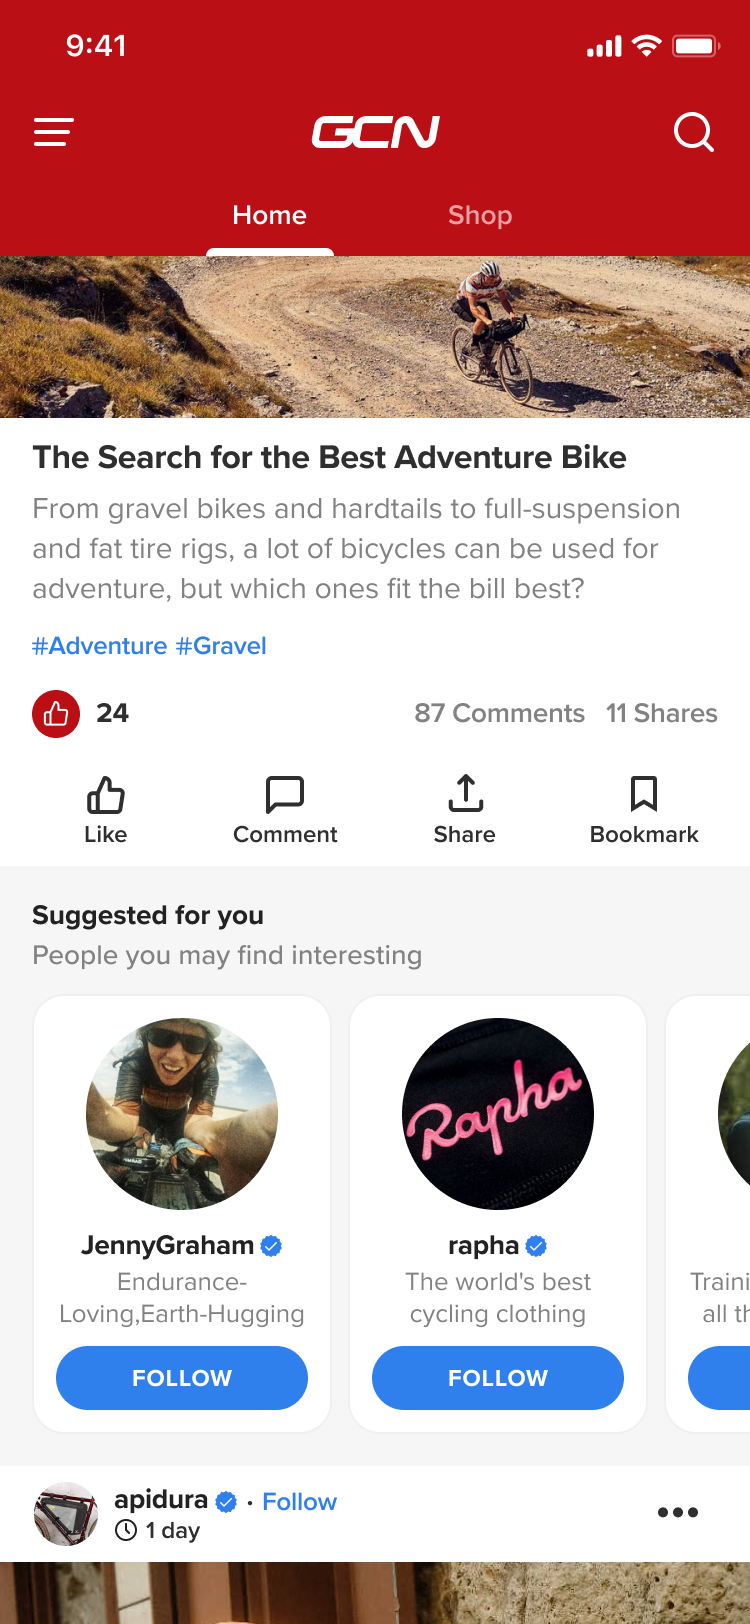 9:41
GCN
Home
Shop
The Search for the Best Adventure Bike
From gravel bikes and hardtails to full-suspension
and fat tire rigs, a lot of bicycles can be used for
adventure, but which ones fit the bill best?
#Adventure #Gravel
24
87 Comments
11 Shares
Like
Comment
Share
Bookmark
Suggested for you
People you may find interesting
Rapha
JennyGraham
Endurance-
Loving,Earth-Hugging
FOLLOW
rapha
The world's best
cycling clothing
FOLLOW
Traini
all th
apidura · Follow
1 day